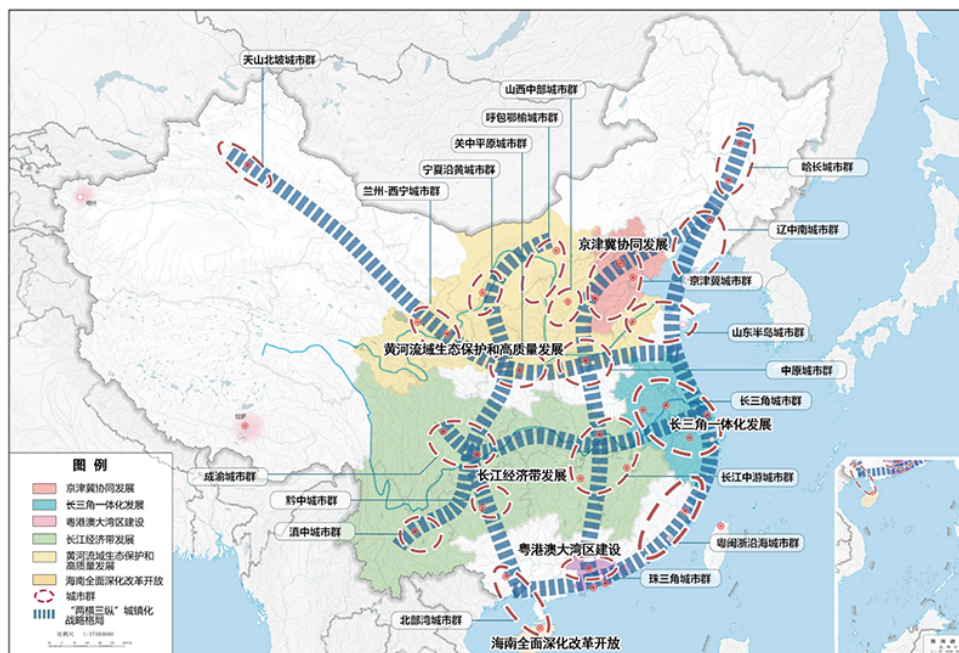 天山北坡城市群
山西中部城市群
呼包鄂榆城市群
关中平原城市群
宁夏沿黄城市群
兰州-西宁城市群
哈长城市群
喀什
辽中南城市群
京津冀协同发展
京津冀城市群
山东半岛城市群
黄河流域生态保护和高质量发展
中原城市群
长三角城市群
拉萨
长三角一体化发展
成渝城市群
长江经济带发展
长江中游城市群
黔中城市群
滇中城市群
粤闽浙沿海城市群
粤港澳大湾区建设
珠三角城市群
北部湾城市群
海南全面深化改革开放
图 例
京津冀协同发展
长三角一体化发展
粤港澳大湾区建设
长江经济带发展
黄河流域生态保护和
高质量发展
海南全面深化改革开放
城市群
“两横三纵”城镇化
战略格局